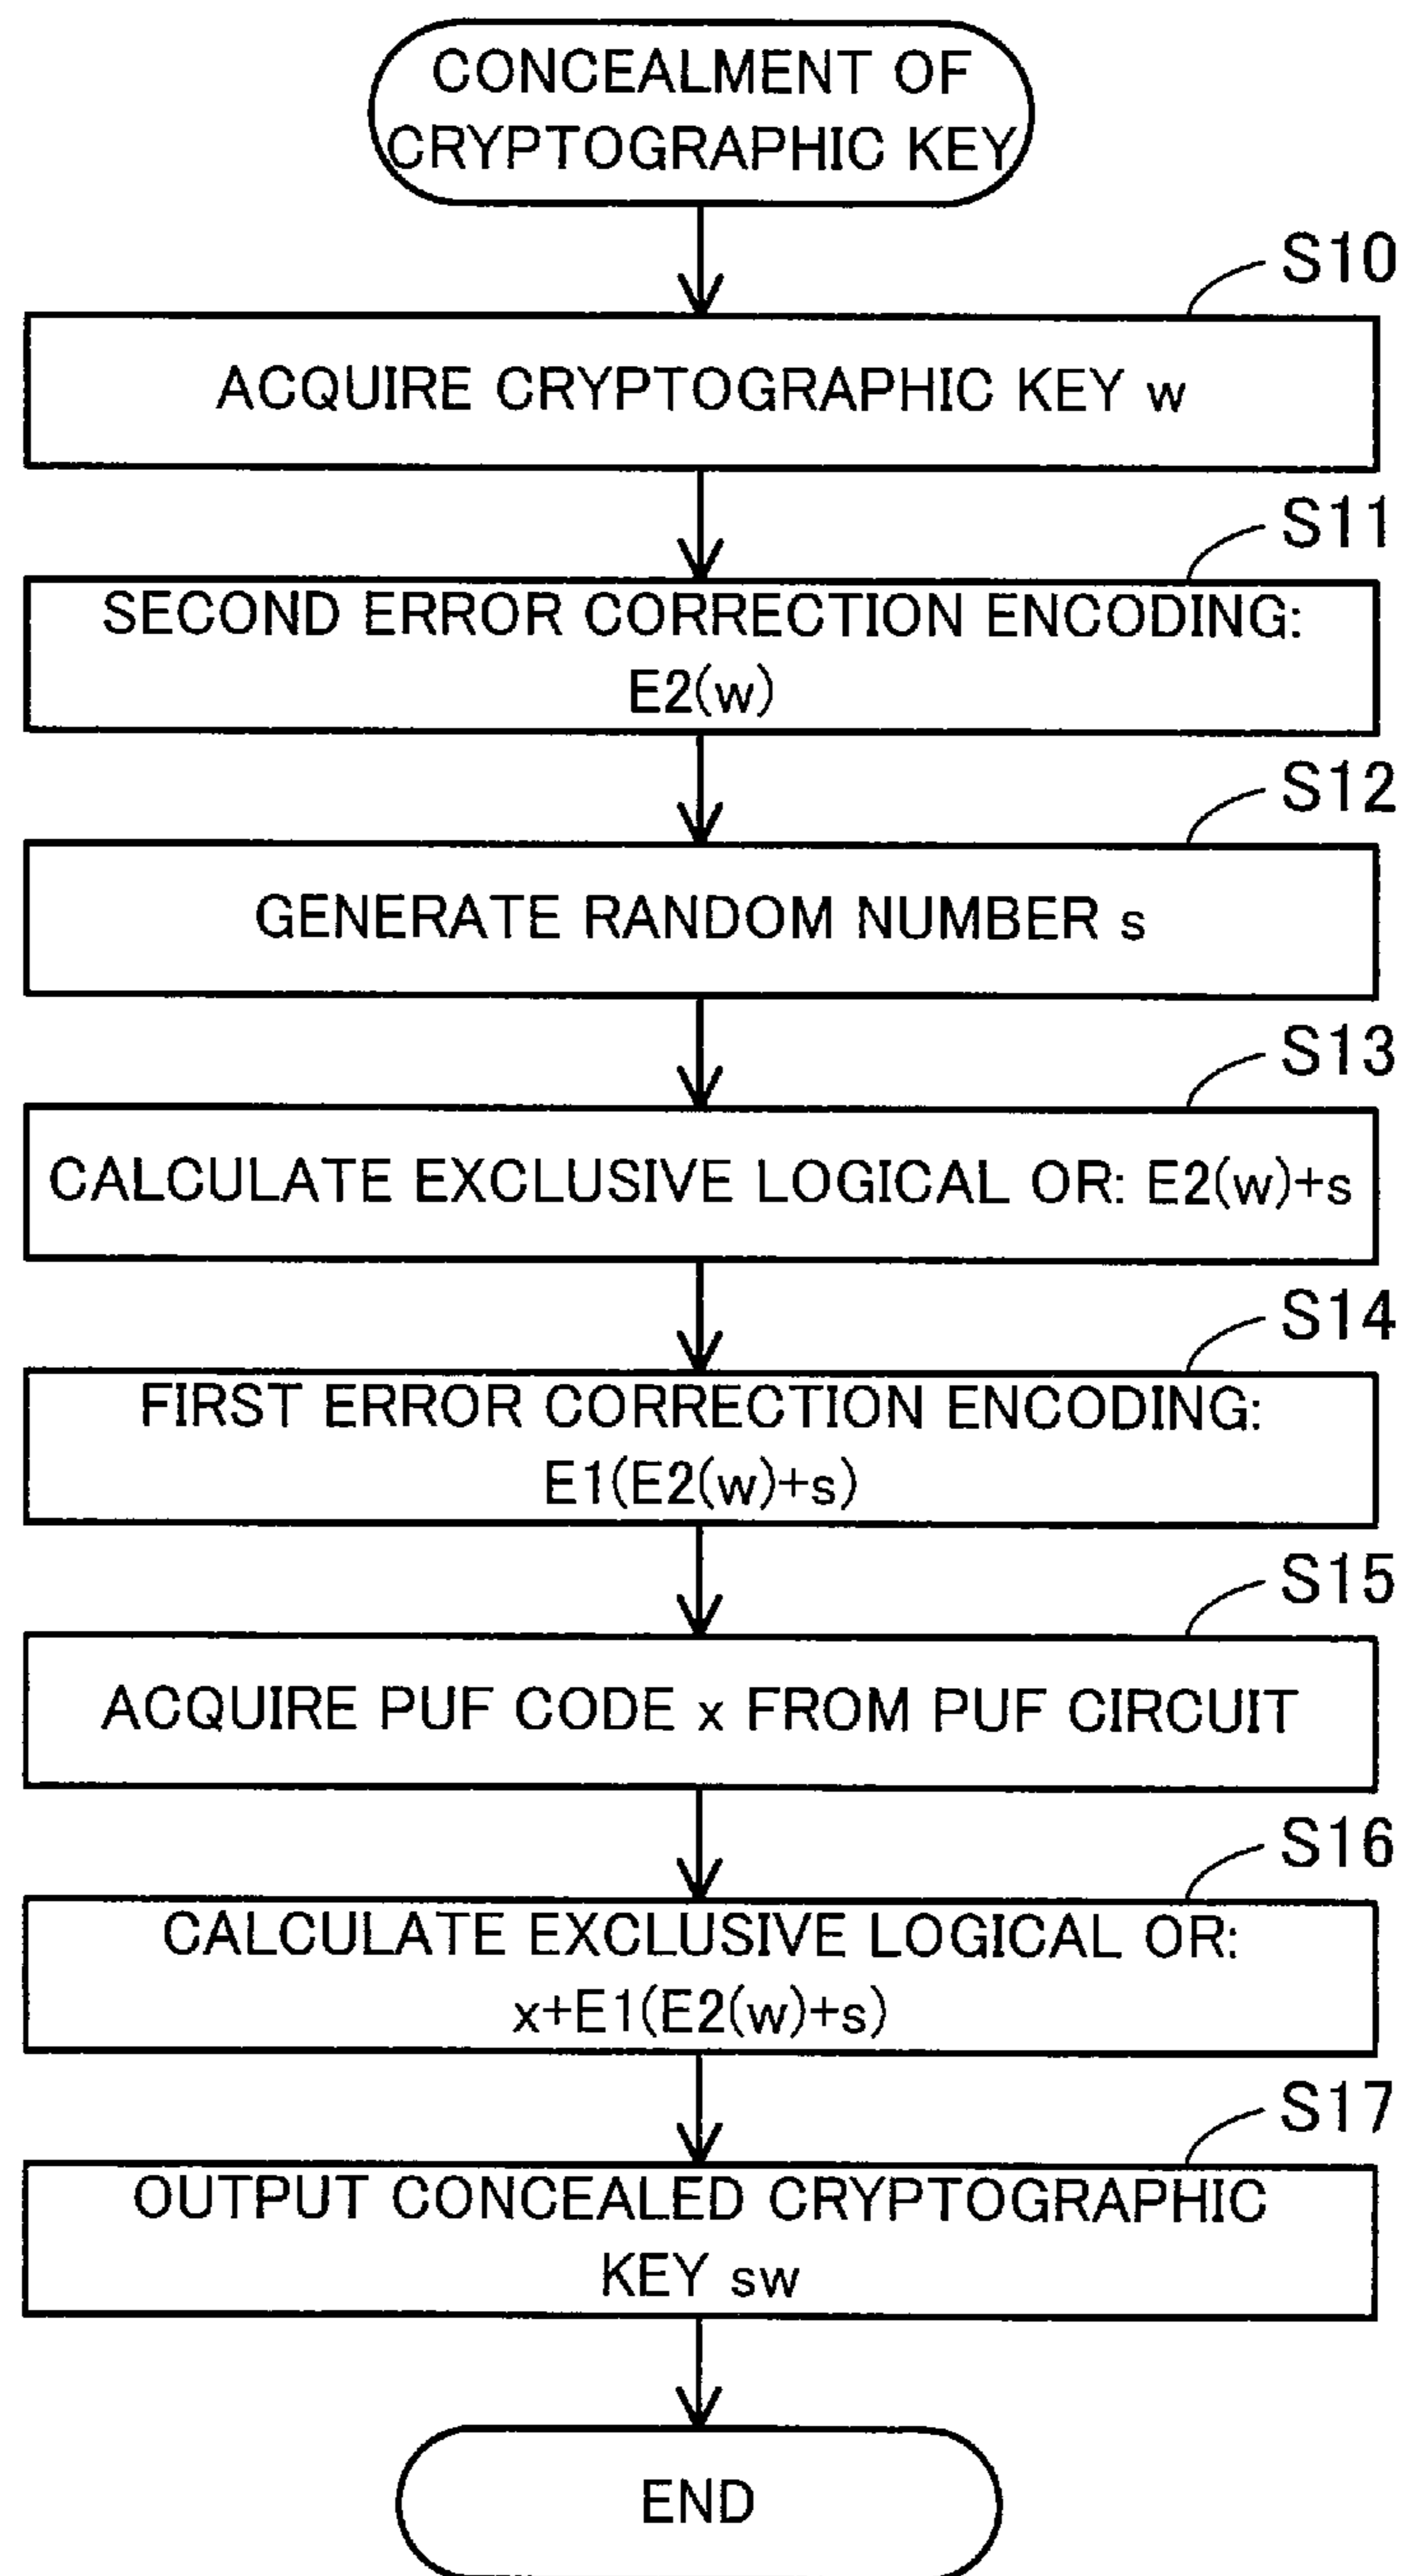 CONCEALMENT OF
CRYPTOGRAPHIC KEY
S10
ACQUIRE CRYPTOGRAPHIC KEY w
S11
SECOND ERROR CORRECTION ENCODING:
E2(w)
S12
GENERATE RANDOM NUMBER s
S13
CALCULATE EXCLUSIVE LOGICAL OR: E2(w)+s
S14
FIRST ERROR CORRECTION ENCODING:
E1(E2(w)+s)
S15
ACQUIRE PUF CODE x FROM PUF CIRCUIT
S16
CALCULATE EXCLUSIVE LOGICAL OR:
x+E1(E2(w)+s)
S17
OUTPUT CONCEALED CRYPTOGRAPHIC
KEY sw
END